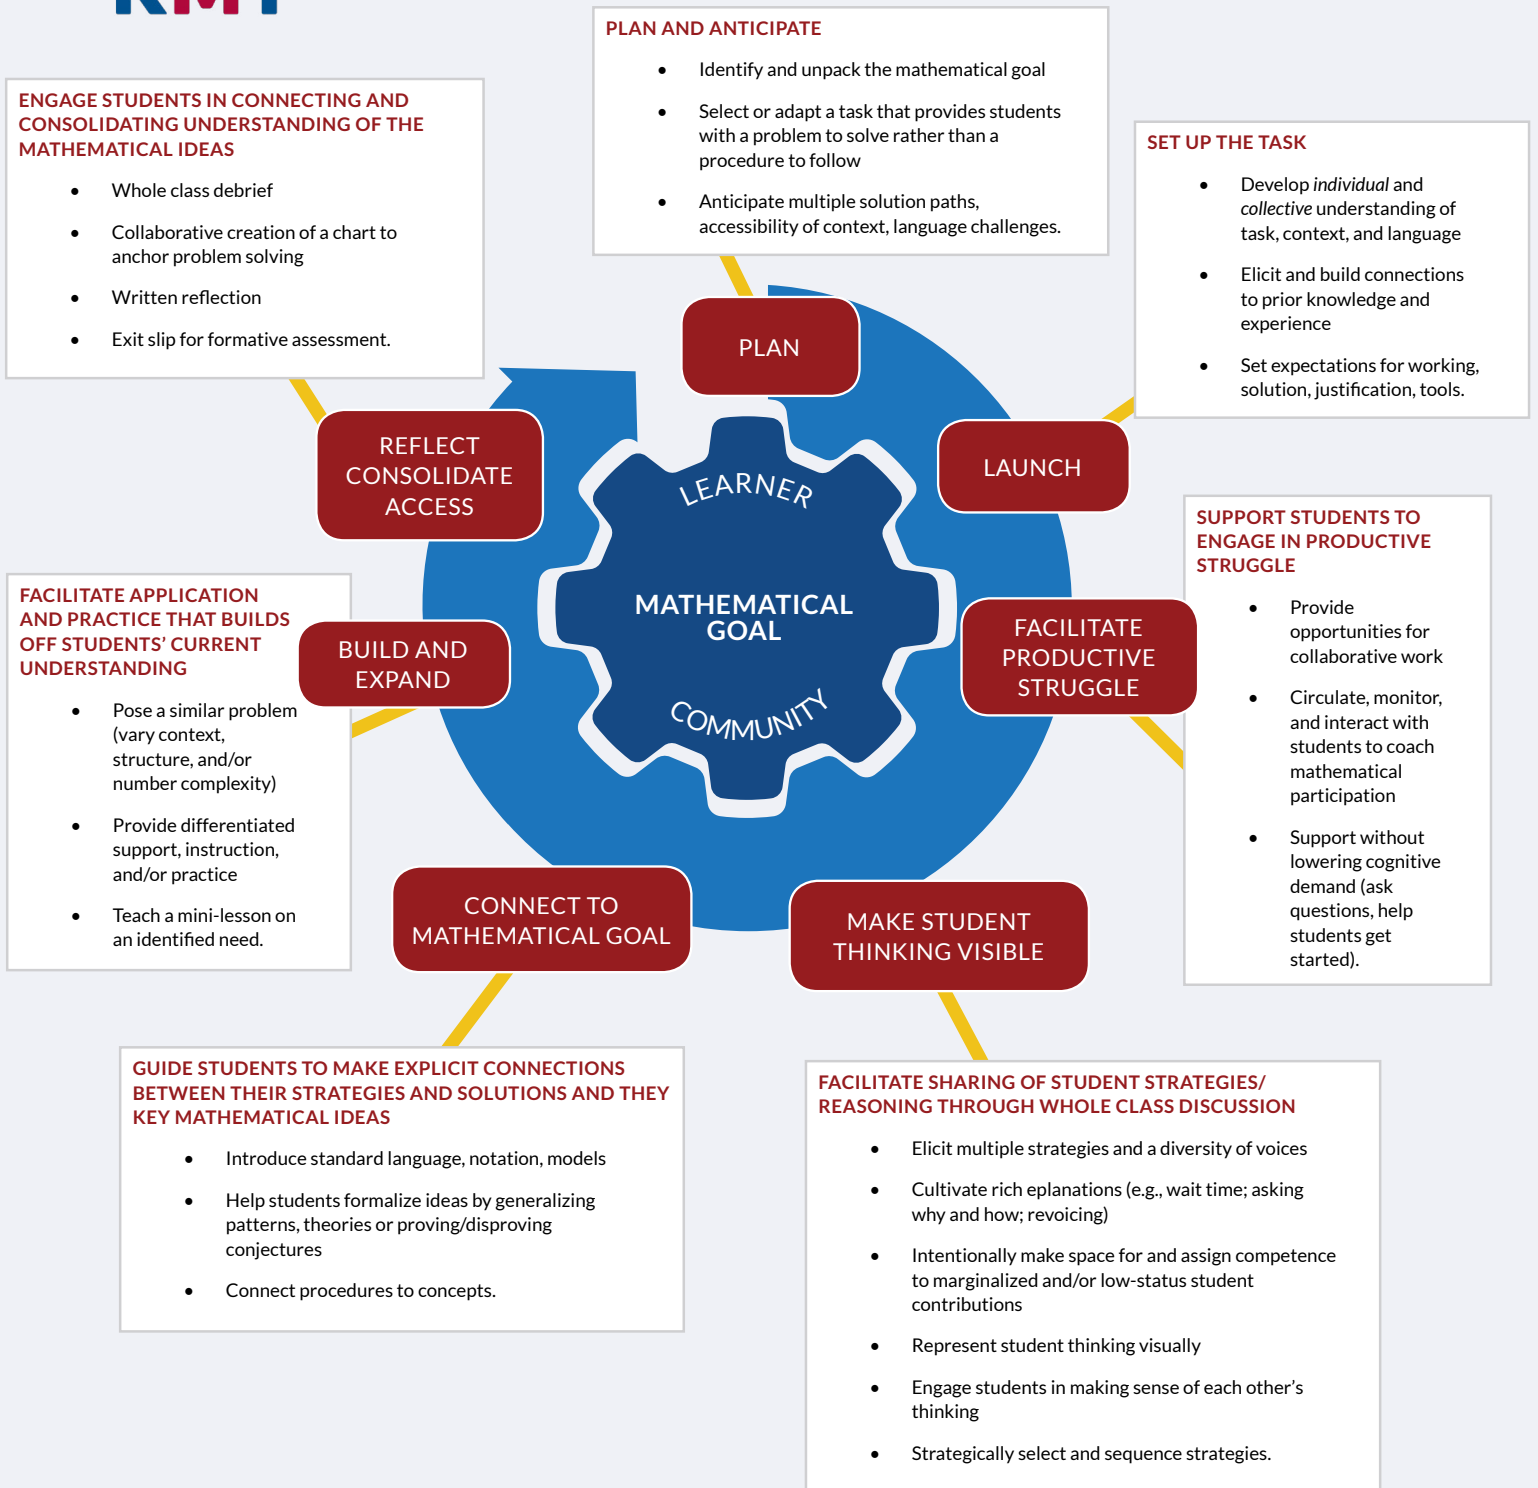 PLAN AND ANTICIPATE
• Identify and unpack the mathematical goal
• Select or adapt a task that provides students
with a problem to solve rather than a
procedure to follow
• Anticipate multiple solution paths,
accessibility of context, language challenges.
ENGAGE STUDENTS IN CONNECTING AND
CONSOLIDATING UNDERSTANDING OF THE
MATHEMATICAL IDEAS
• Whole class debrief
• Collaborative creation of a chart to
anchor problem solving
• Written reflection
• Exit slip for formative assessment.
SET UP THE TASK
• Develop individual and
collective understanding of
task, context, and language
• Elicit and build connections
to prior knowledge and
experience
• Set expectations for working,
solution, justification, tools.
PLAN
REFLECT
CONSOLIDATE
ACCESS
LAUNCH
LEARNER
MATHEMATICAL
GOAL
COMMUNITY
SUPPORT STUDENTS TO
ENGAGE IN PRODUCTIVE
STRUGGLE
• Provide
opportunities for
collaborative work
• Circulate, monitor,
and interact with
students to coach
mathematical
participation
• Support without
lowering cognitive
demand (ask
questions, help
students get
started).
FACILITATE APPLICATION
AND PRACTICE THAT BUILDS
OFF STUDENTS’ CURRENT
UNDERSTANDING
• Pose a similar problem
(vary context,
structure, and/or
number complexity)
• Provide differentiated
support, instruction,
and/or practice
• Teach a mini-lesson on
an identified need.
BUILD AND
EXPAND
FACILITATE
PRODUCTIVE
STRUGGLE
CONNECT TO
MATHEMATICAL GOAL
MAKE STUDENT
THINKING VISIBLE
GUIDE STUDENTS TO MAKE EXPLICIT CONNECTIONS
BETWEEN THEIR STRATEGIES AND SOLUTIONS AND THEY
KEY MATHEMATICAL IDEAS
• Introduce standard language, notation, models
• Help students formalize ideas by generalizing
patterns, theories or proving/disproving
conjectures
• Connect procedures to concepts.
FACILITATE SHARING OF STUDENT STRATEGIES/
REASONING THROUGH WHOLE CLASS DISCUSSION
• Elicit multiple strategies and a diversity of voices
• Cultivate rich eplanations (e.g., wait time; asking
why and how; revoicing)
• Intentionally make space for and assign competence
to marginalized and/or low-status student
contributions
• Represent student thinking visually
• Engage students in making sense of each other’s
thinking
• Strategically select and sequence strategies.